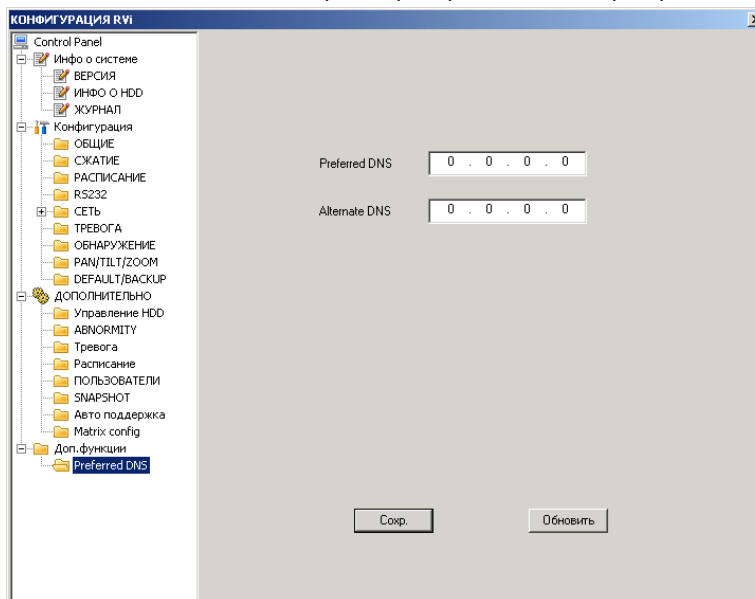 КОНФИГУРАЦИЯ RVi
Control Panel
Инфо о системе
ВЕРСИЯ
ИНФО О HDD
ЖУРНАЛ
Конфигурация
ОБЩИЕ
СЖАТИЕ
РАСПИСАНИЕ
RS232
СЕТЬ
ТРЕВОГА
ОБНАРУЖЕНИЕ
PAN/TILT/ZOOM
DEFAULT/BACKUP
ДОПОЛНИТЕЛЬНО
Управление HDD
ABNORMITY
Тревога
Расписание
ПОЛЬЗОВАТЕЛИ
SNAPSHOT
Авто поддержка
Matrix config
Доп.функции
Preferred DNS
Preferred DNS 0 . 0 . 0 . 0
Alternate DNS 0 . 0 . 0 . 0
Сохр. Обновить